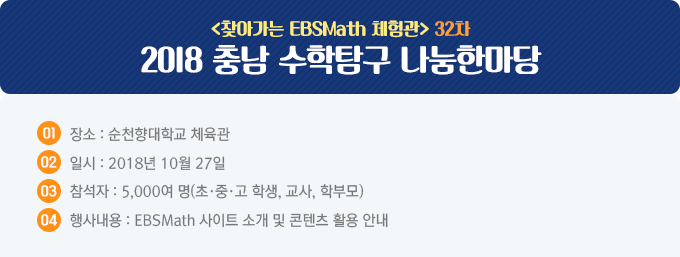 <찾아가는 EBSMath 체험관> 32차
2018 충남 수학탐구 나눔한마당
01 장소 : 순천향대학교 체육관
02 일시 : 2018년 10월 27일
03 참석자 : 5,000여 명(초·중·고 학생, 교사, 학부모)
04 행사내용 : EBSMath 사이트 소개 및 콘텐츠 활용 안내